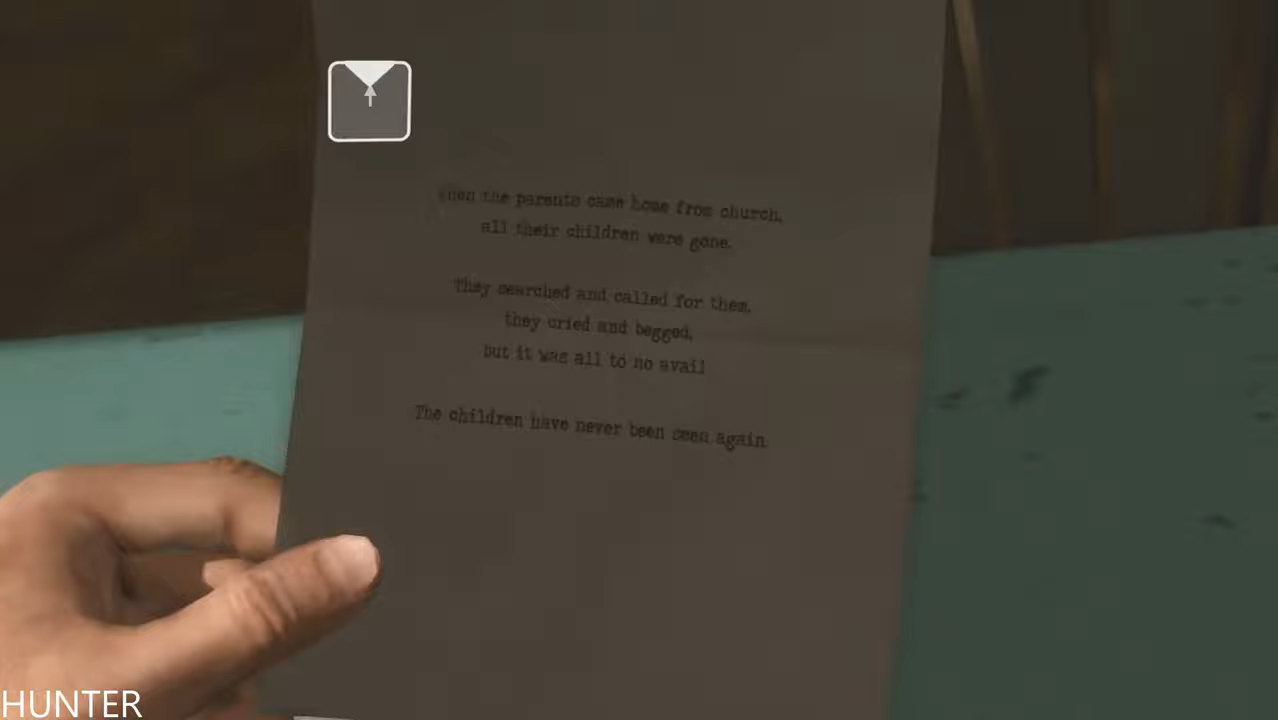 When the parents came home from church,
all their children were gone.
They searched and called for them,
they cried and begged,
but it was all to no avail
The children have never been seen again.
HUNTER